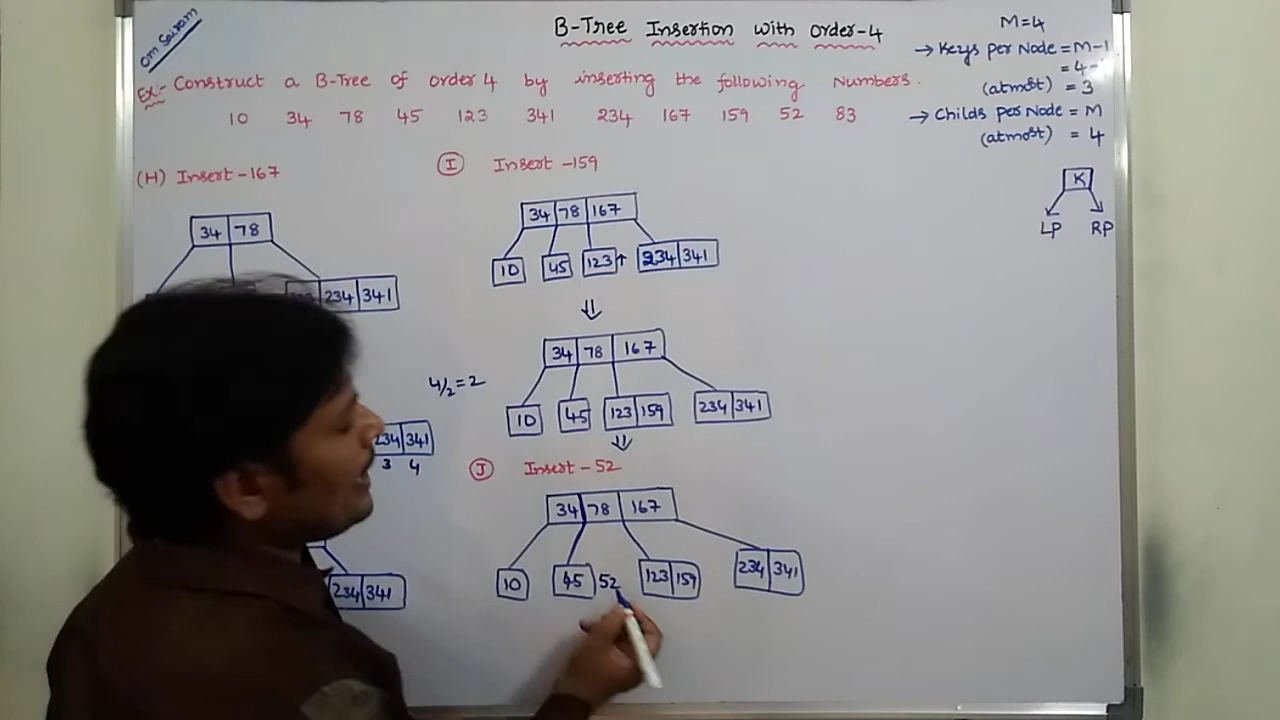 Om Sairam
B-Tree Insertion with order-4
M=4
→ Keys per Node = M-1
= 4-
(atmost) = 3
→ Childs per Node = M
(atmost) = 4
Ex:- Construct a B-Tree of order 4 by inserting the following Numbers.
10 34 78 45 123 341 234 167 159 52 83
K
LP RP
(H) Insert-167
34 78
234 341
234 341
3 4
234 341
4/2=2
(I) Insert-159
34 78 167
10 45 123↑ 234 341
⇓
34 78 167
10 45 123 159 234 341
⇓
(J) Insert-52
34 78 167
10 45 52 123 159 234 341